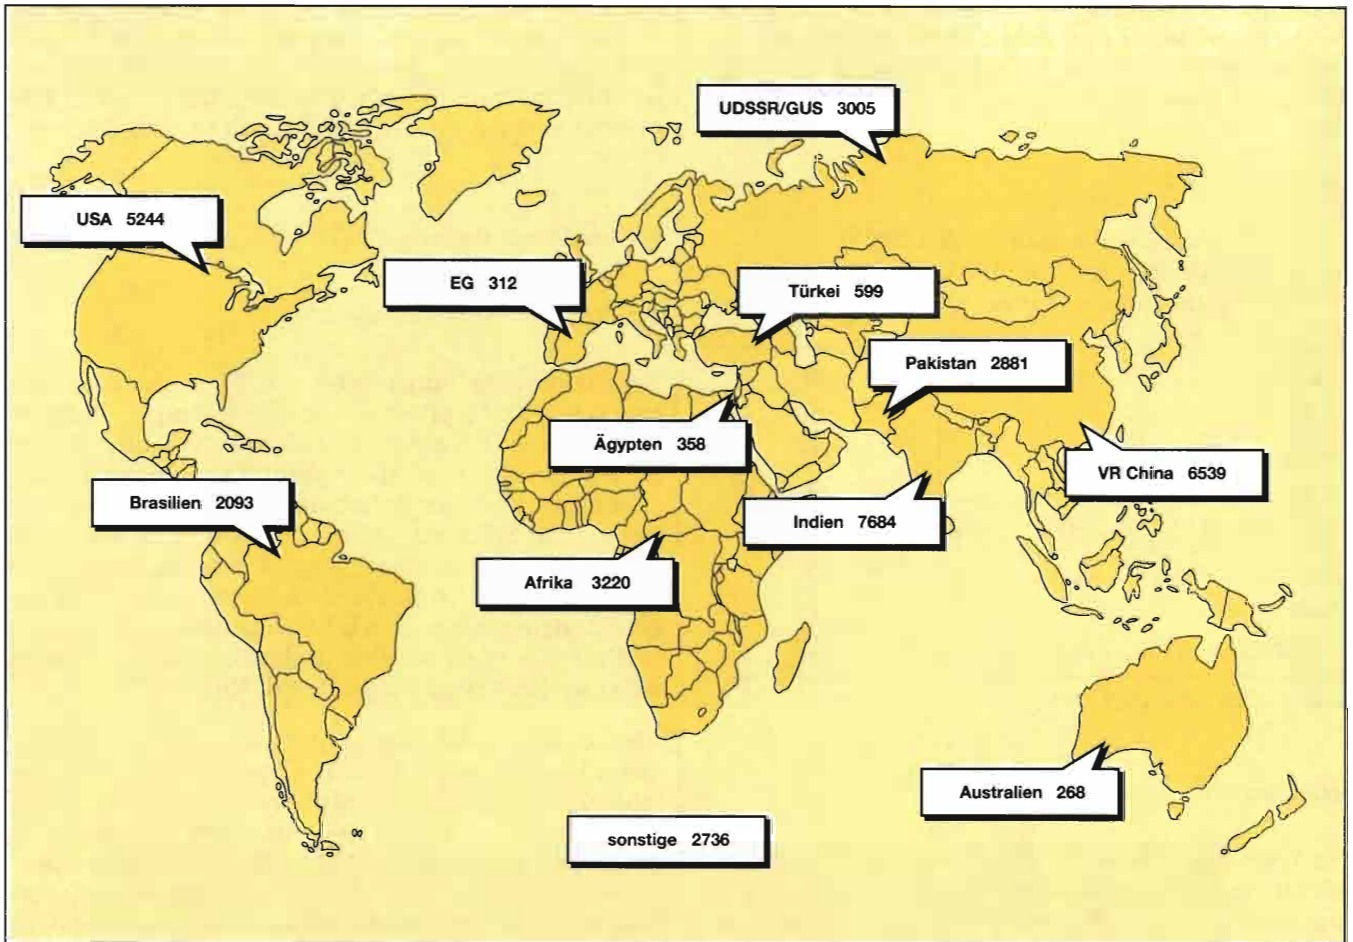 UDSSR/GUS 3005
USA 5244
EG 312
Türkei 599
Pakistan 2881
Ägypten 358
VR China 6539
Brasilien 2093
Indien 7684
Afrika 3220
Australien 268
sonstige 2736